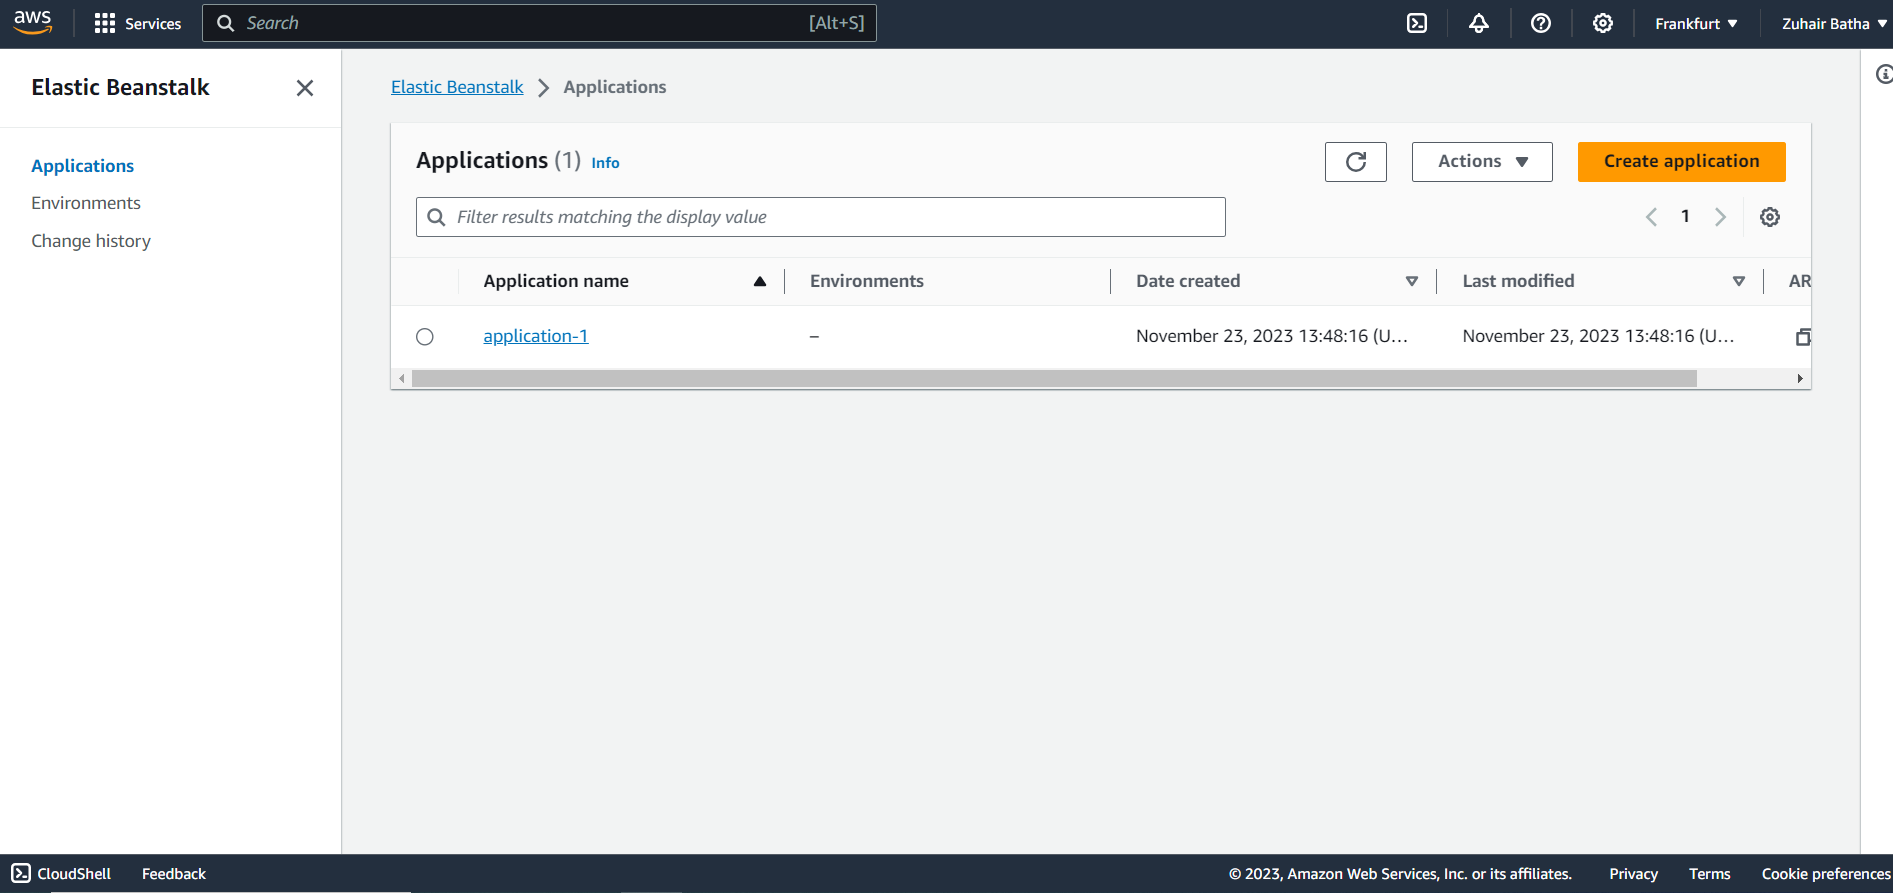 aws Services Search [Alt+S] Frankfurt Zuhair Batha
Elastic Beanstalk
Applications
Environments
Change history
Elastic Beanstalk Applications
Applications (1) Info Actions Create application
Filter results matching the display value 1
Application name Environments Date created Last modified AR
application-1 – November 23, 2023 13:48:16 (U... November 23, 2023 13:48:16 (U...
CloudShell Feedback © 2023, Amazon Web Services, Inc. or its affiliates. Privacy Terms Cookie preferences